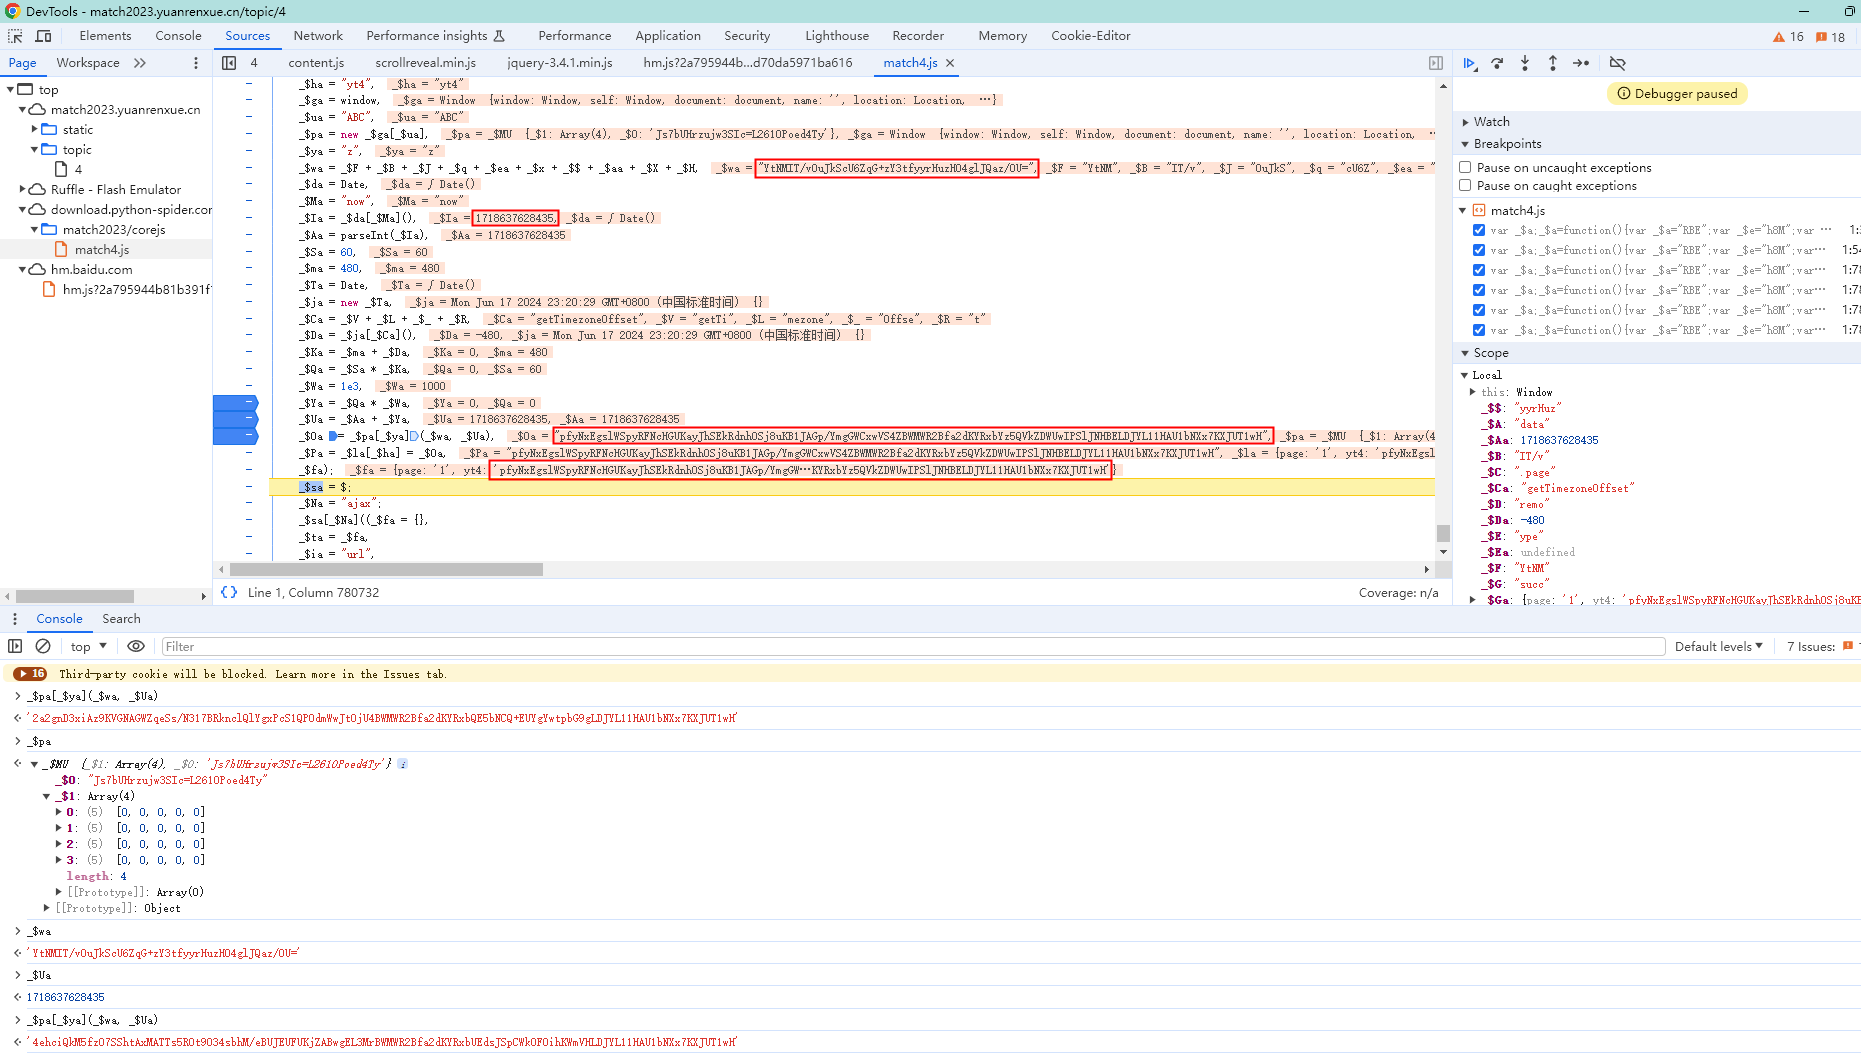 DevTools - match2023.yuanrenxue.cn/topic/4
Elements Console Sources Network Performance insights Performance Application Security Lighthouse Recorder Memory Cookie-Editor 16 18
Page Workspace 4 content.js scrollreveal.min.js jquery-3.4.1.min.js hm.js?2a795944b...d70da5971ba616 match4.js
top
match2023.yuanrenxue.cn
static
topic
4
Ruffle - Flash Emulator
download.python-spider.cor
match2023/corejs
match4.js
hm.baidu.com
hm.js?2a795944b81b391f
_$ha = "yt4", _$ha = "yt4"
_$ga = window, _$ga = Window {window: Window, self: Window, document: document, name: '', location: Location, …}
_$ua = "ABC", _$ua = "ABC"
_$pa = new _$ga[_$ua], _$pa = _$MU {_$1: Array(4), _$O: 'Js7bUHrzujw3SIc=L261OPoed4Ty'}, _$ga = Window {window: Window, self: Window, document: document, name: '', location: Location, …
_$ya = "z", _$ya = "z"
_$wa = _$F + _$B + _$J + _$q + _$ea + _$x + _$$ + _$aa + _$X + _$H, _$wa = "YtNMIT/vOuJkScU6ZqG+zY3tfyyrHuzHO4glJQaz/OU=", _$F = "YtNM", _$B = "IT/v", _$J = "OuJkS", _$q = "cU6Z", _$ea = "
_$da = Date, _$da = ƒ Date()
_$Ma = "now", _$Ma = "now"
_$Ia = _$da[_$Ma](), _$Ia = 1718637628435, _$da = ƒ Date()
_$Aa = parseInt(_$Ia), _$Aa = 1718637628435
_$Sa = 60, _$Sa = 60
_$ma = 480, _$ma = 480
_$Ta = Date, _$Ta = ƒ Date()
_$ja = new _$Ta, _$ja = Mon Jun 17 2024 23:20:29 GMT+0800 (中国标准时间) {}
_$Ca = _$V + _$L + _$_ + _$R, _$Ca = "getTimezoneOffset", _$V = "getTi", _$L = "mezone", _$_ = "Offse", _$R = "t"
_$Da = _$ja[_$Ca](), _$Da = -480, _$ja = Mon Jun 17 2024 23:20:29 GMT+0800 (中国标准时间) {}
_$Ka = _$ma + _$Da, _$Ka = 0, _$ma = 480
_$Qa = _$Sa * _$Ka, _$Qa = 0, _$Sa = 60
_$Wa = 1e3, _$Wa = 1000
_$Ya = _$Qa * _$Wa, _$Ya = 0, _$Qa = 0
_$Ua = _$Aa + _$Ya, _$Ua = 1718637628435, _$Aa = 1718637628435
_$Oa = _$pa[_$ya](_$wa, _$Ua), _$Oa = "pfyNxEgslWSpyRFNcHGUKayJhSEkRdnhOSj8uKB1JAGp/YmgGWCxwVS4ZBWMWR2Bfa2dKYRxbYz5QVkZDWUwIPSlJNHBELDJYL11HAU1bNXx7KXJUT1wH", _$pa = _$MU {_$1: Array(4
_$Pa = _$la[_$ha] = _$Oa, _$Pa = "pfyNxEgslWSpyRFNcHGUKayJhSEkRdnhOSj8uKB1JAGp/YmgGWCxwVS4ZBWMWR2Bfa2dKYRxbYz5QVkZDWUwIPSlJNHBELDJYL11HAU1bNXx7KXJUT1wH", _$la = {page: '1', yt4: 'pfyNxEgslWSpyRF
_$fa); _$fa = {page: '1', yt4: 'pfyNxEgslWSpyRFNcHGUKayJhSEkRdnhOSj8uKB1JAGp/YmgGW…KYRxbYz5QVkZDWUwIPSlJNHBELDJYL11HAU1bNXx7KXJUT1wH'}
_$sa = $;
_$Na = "ajax";
_$sa[_$Na]((_$fa = {},
_$ta = _$fa,
_$ia = "url",
Line 1, Column 780732 Coverage: n/a
Debugger paused
Watch
Breakpoints
Pause on uncaught exceptions
Pause on caught exceptions
match4.js
var _$a;_$a=function(){var _$a="RBE";var _$e="h8M";var …
var _$a;_$a=function(){var _$a="RBE";var _$e="h8M";var… 1:54
var _$a;_$a=function(){var _$a="RBE";var _$e="h8M";var… 1:78
var _$a;_$a=function(){var _$a="RBE";var _$e="h8M";var… 1:78
var _$a;_$a=function(){var _$a="RBE";var _$e="h8M";var… 1:78
var _$a;_$a=function(){var _$a="RBE";var _$e="h8M";var… 1:78
Scope
Local
this: Window
_$$: "yyrHuz"
_$A: "data"
_$Aa: 1718637628435
_$B: "IT/v"
_$C: ".page"
_$Ca: "getTimezoneOffset"
_$D: "remo"
_$Da: -480
_$E: "ype"
_$Ea: undefined
_$F: "YtNM"
_$G: "succ"
_$Ga: {page: '1', yt4: 'pfyNxEgslWSpyRFNcHGUKayJhSEkRdnhOSj8uKB
Console Search
top Filter Default levels 7 Issues:
16 Third-party cookie will be blocked. Learn more in the Issues tab.
_$pa[_$ya](_$wa, _$Ua)
'2a2gnD3xiAz9KVGNAGWZqeSs/N317BRknclQlYgxPcS1QPOdmWwJtOjU4BWMWR2Bfa2dKYRxbQE5bNCQ+EUYgYwtpbG9gLDJYL11HAU1bNXx7KXJUT1wH'
_$pa
_$MU {_$1: Array(4), _$O: 'Js7bUHrzujw3SIc=L261OPoed4Ty'}
_$O: "Js7bUHrzujw3SIc=L261OPoed4Ty"
_$1: Array(4)
0: (5) [0, 0, 0, 0, 0]
1: (5) [0, 0, 0, 0, 0]
2: (5) [0, 0, 0, 0, 0]
3: (5) [0, 0, 0, 0, 0]
length: 4
[[Prototype]]: Array(0)
[[Prototype]]: Object
_$wa
'YtNMIT/vOuJkScU6ZqG+zY3tfyyrHuzHO4glJQaz/OU='
_$Ua
1718637628435
_$pa[_$ya](_$wa, _$Ua)
'4ehciQkM5fzO7SShtAxMATTs5ROt9O34sbhM/eBUJEUFUKjZABwgEL3MrBWMWR2Bfa2dKYRxbUEdsJSpCWkOFOihKWmVHLDJYL11HAU1bNXx7KXJUT1wH'